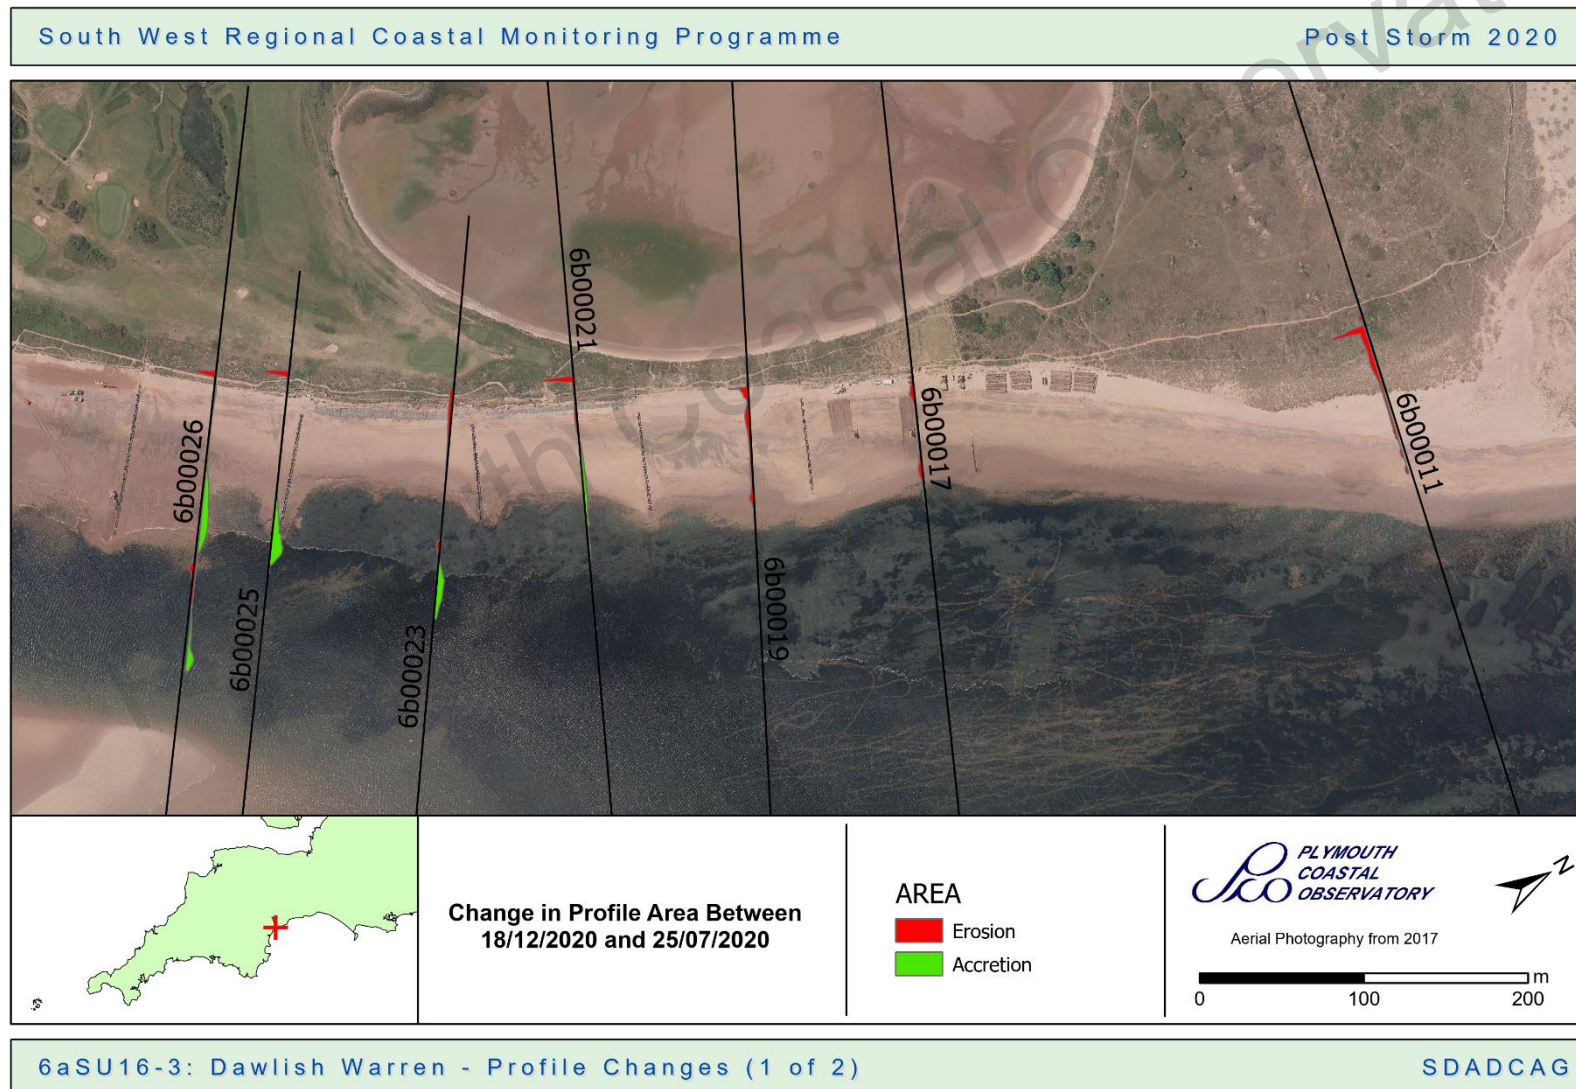 South West Regional Coastal Monitoring Programme
Post Storm 2020
6b00026
6b00025
6b00023
6b00021
6b00019
6b00017
6b00011
Coastal
Change in Profile Area Between
18/12/2020 and 25/07/2020
AREA
Erosion
Accretion
PLYMOUTH
COASTAL
OBSERVATORY
N
Aerial Photography from 2017
m
0 100 200
6aSU16-3: Dawlish Warren - Profile Changes (1 of 2)
SDADCAG